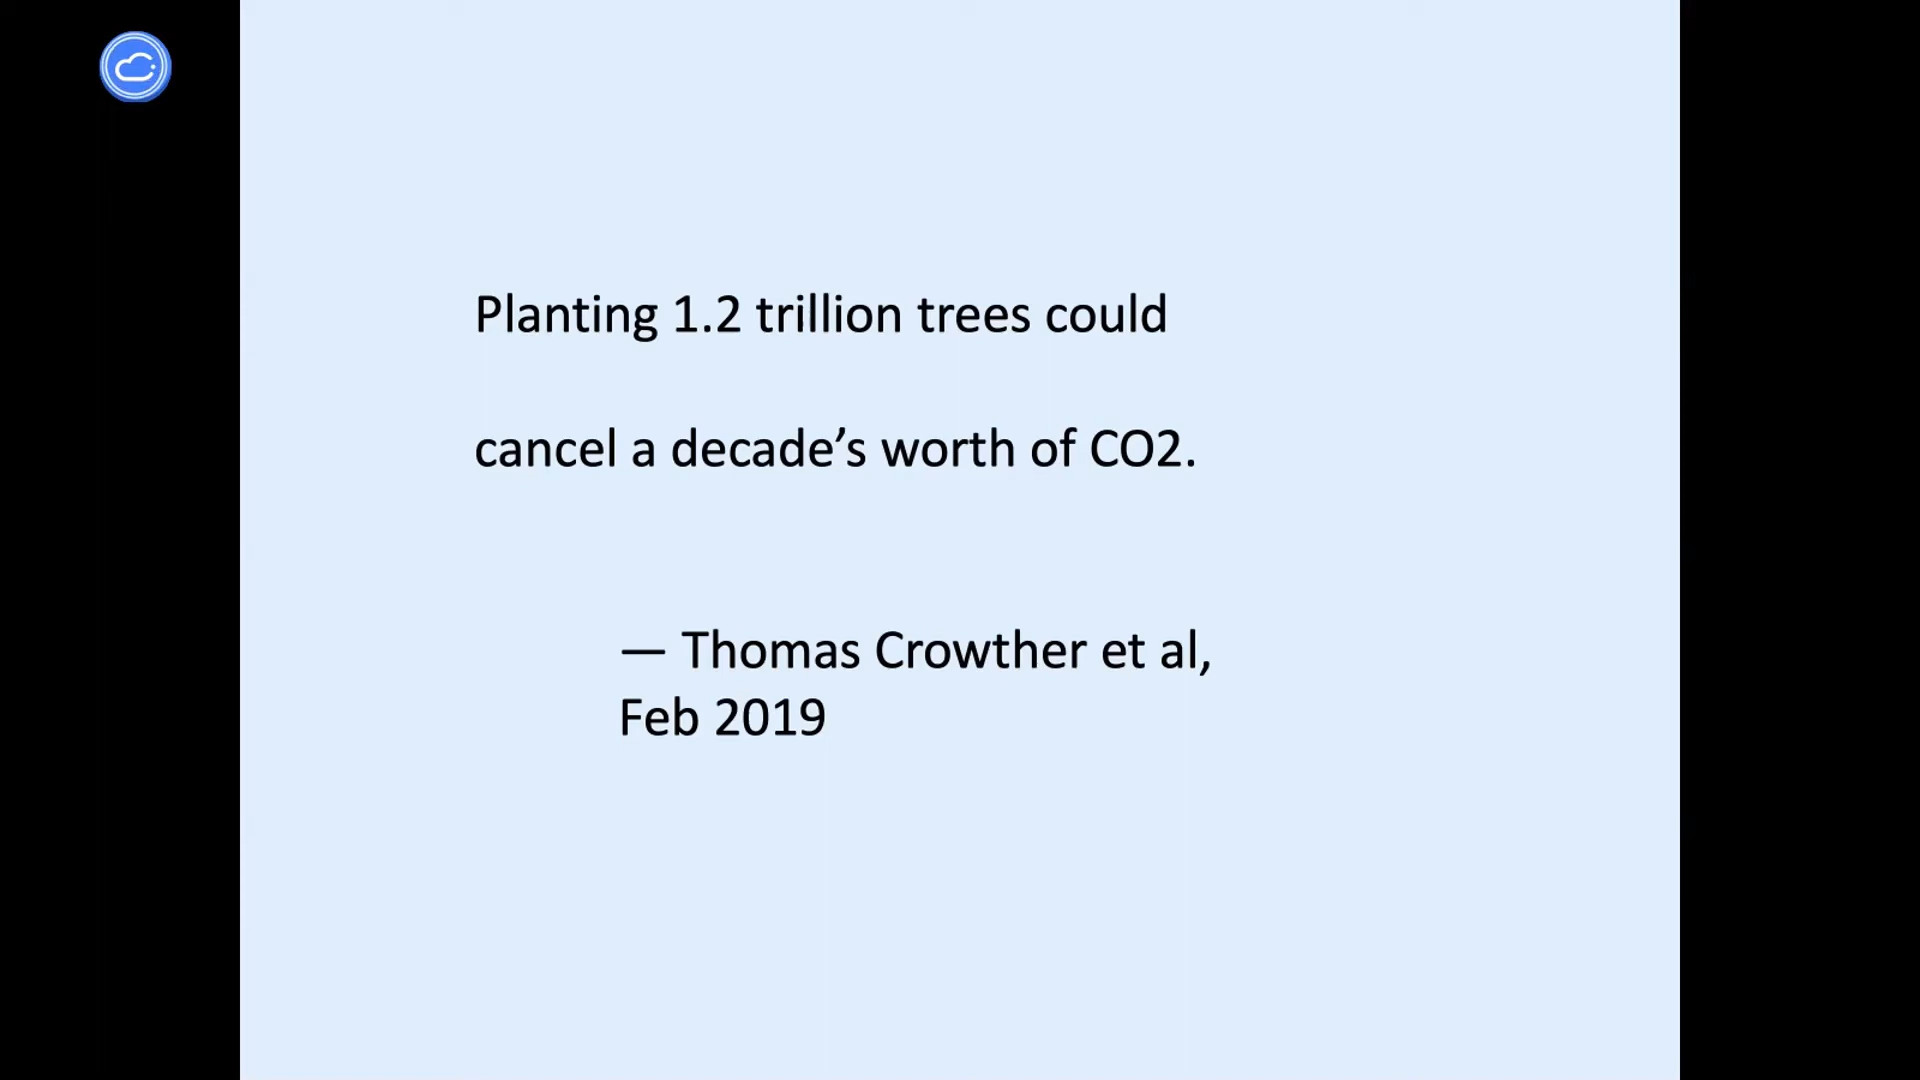 Planting 1.2 trillion trees could
cancel a decade’s worth of CO2.
— Thomas Crowther et al,
Feb 2019